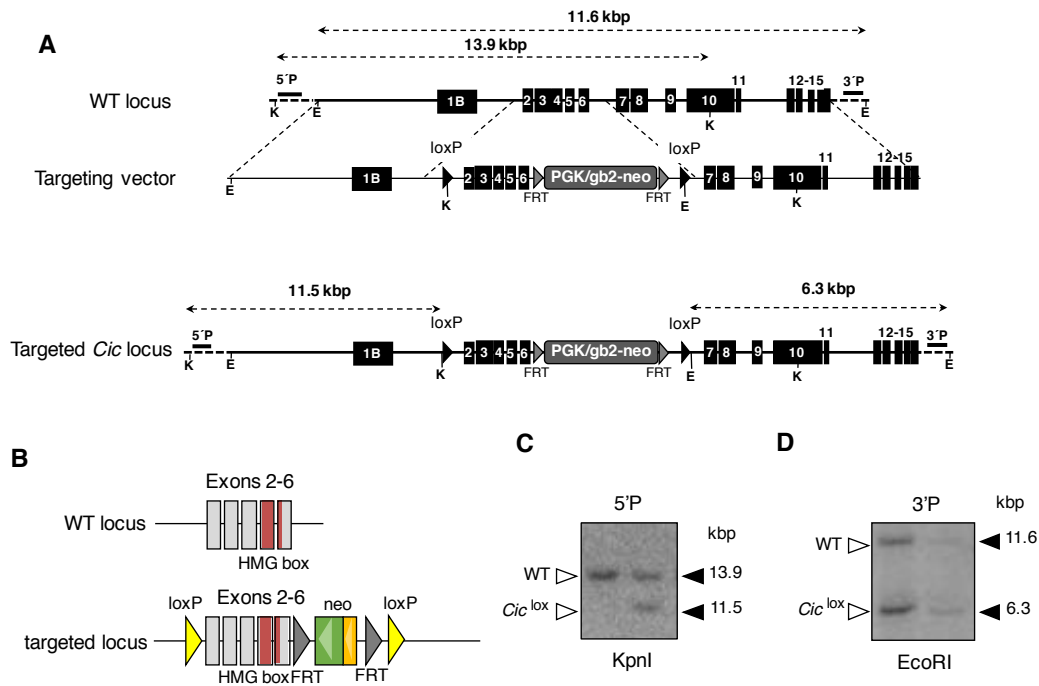 A
11.6 kbp
13.9 kbp
5´P 11 12-15 3´P
WT locus 1B 2 3 4 5 6 7 8 9 10
K E K E
loxP loxP
11 12-15
Targeting vector 1B 2 3 4 5 6 PGK/gb2-neo 7 8 9 10
E K FRT FRT E K
11.5 kbp 6.3 kbp
loxP loxP
5´P 11 12-15 3´P
Targeted Cic locus 1B 2 3 4 5 6 PGK/gb2-neo 7 8 9 10
K E K FRT FRT E K E
B
Exons 2-6
WT locus
HMG box
loxP Exons 2-6 neo loxP
targeted locus
HMG box FRT FRT
C
5'P
kbp
WT 13.9
Cic lox 11.5
KpnI
D
3'P
kbp
WT 11.6
Cic lox 6.3
EcoRI